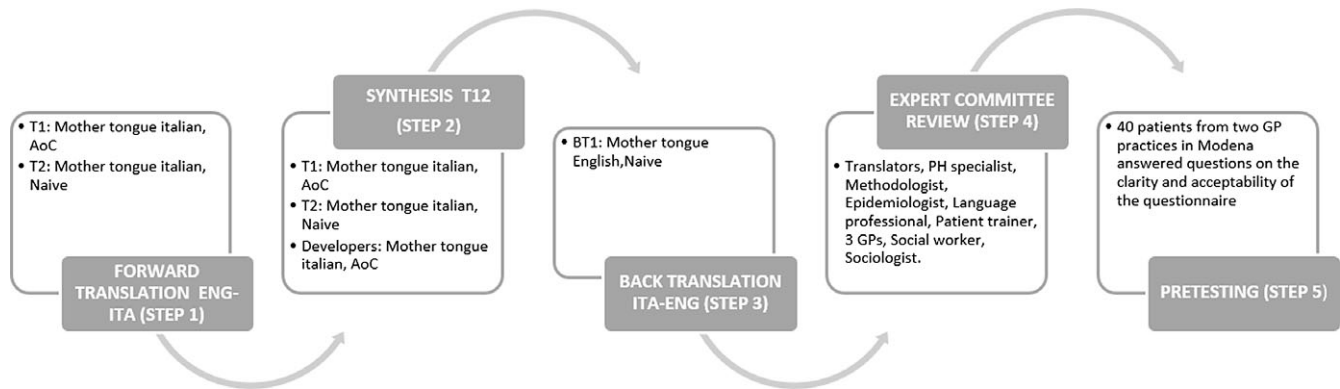 • T1: Mother tongue italian,
AoC
• T2: Mother tongue italian,
Naive
FORWARD
TRANSLATION ENG-
ITA (STEP 1)
SYNTHESIS T12
(STEP 2)
• T1: Mother tongue italian,
AoC
• T2: Mother tongue italian,
Naive
• Developers: Mother tongue
italian, AoC
• BT1: Mother tongue
English,Naive
BACK TRANSLATION
ITA-ENG (STEP 3)
EXPERT COMMITTEE
REVIEW (STEP 4)
• Translators, PH specialist,
Methodologist,
Epidemiologist, Language
professional, Patient trainer,
3 GPs, Social worker,
Sociologist.
• 40 patients from two GP
practices in Modena
answered questions on the
clarity and acceptability of
the questionnaire
PRETESTING (STEP 5)